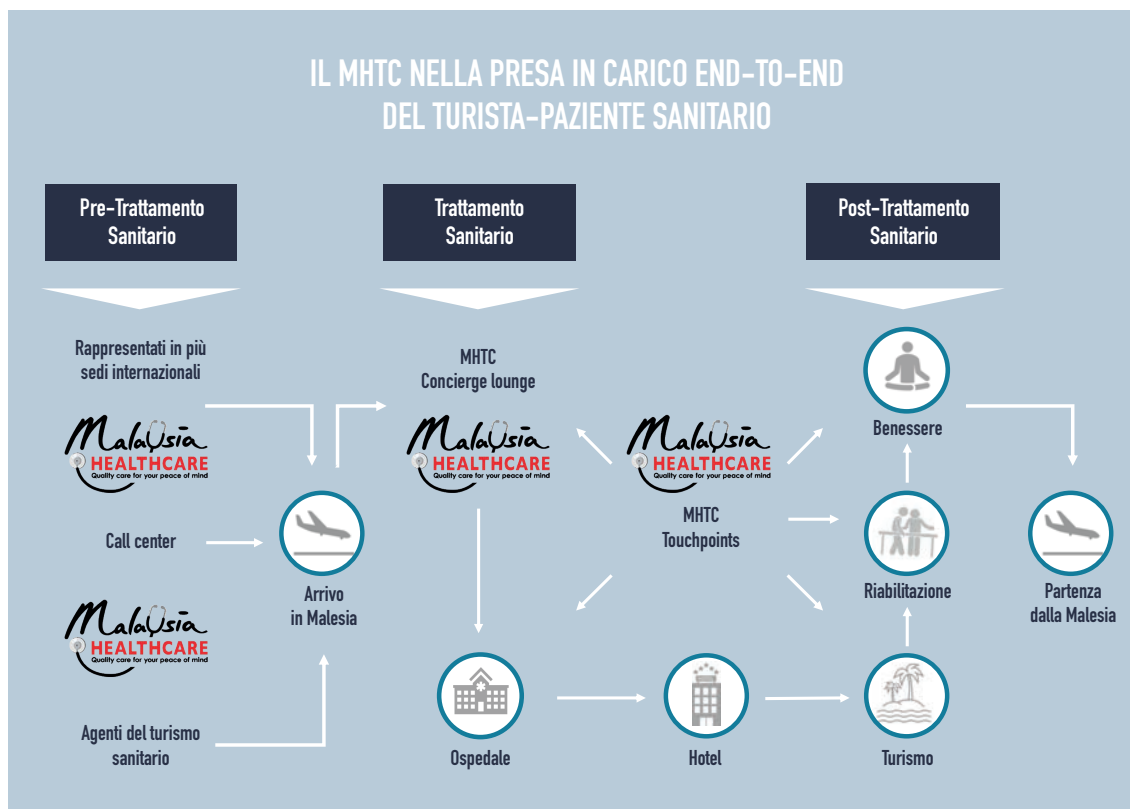 IL MHTC NELLA PRESA IN CARICO END-TO-END
DEL TURISTA-PAZIENTE SANITARIO
Pre-Trattamento
Sanitario
Trattamento
Sanitario
Post-Trattamento
Sanitario
Rappresentati in più
sedi internazionali
Malaysia
HEALTHCARE
Quality care for your peace of mind
Call center
Malaysia
HEALTHCARE
Quality care for your peace of mind
Agenti del turismo
sanitario
Arrivo
in Malesia
MHTC
Concierge lounge
Malaysia
HEALTHCARE
Quality care for your peace of mind
Ospedale
Malaysia
HEALTHCARE
Quality care for your peace of mind
MHTC
Touchpoints
Hotel
Benessere
Riabilitazione
Turismo
Partenza
dalla Malesia